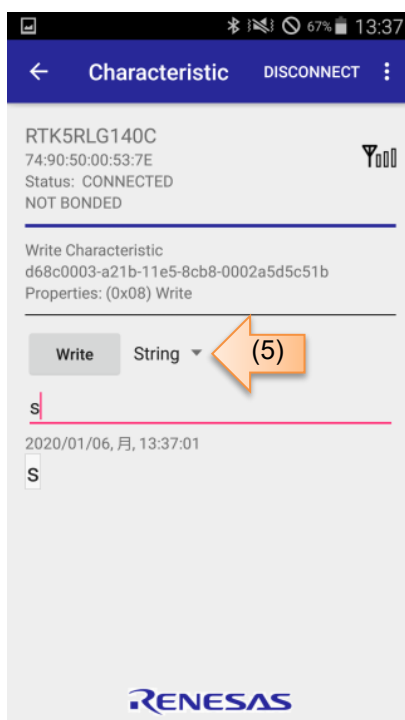 67% 13:37
Characteristic DISCONNECT
RTK5RLG140C
74:90:50:00:53:7E
Status: CONNECTED
NOT BONDED
Write Characteristic
d68c0003-a21b-11e5-8cb8-0002a5d5c51b
Properties: (0x08) Write
Write String (5)
s
2020/01/06, 月, 13:37:01
s
RENESAS